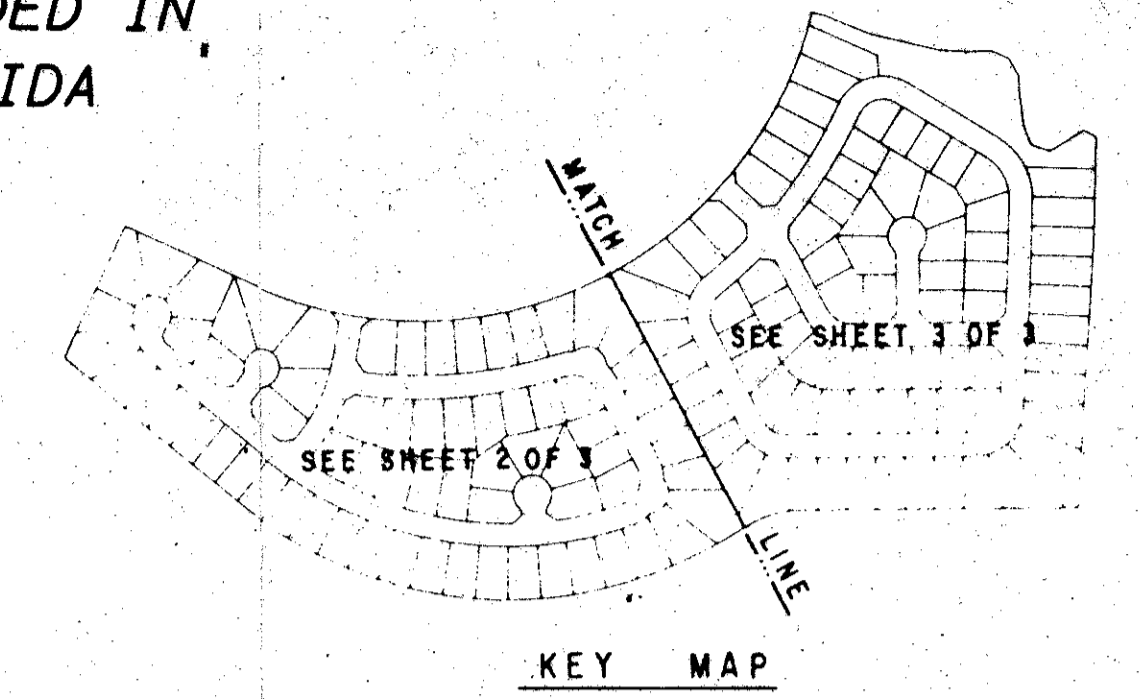 DED IN
IDA
MATCH
SEE SHEET 3 OF 3
SEE SHEET 2 OF 3
LINE
KEY MAP